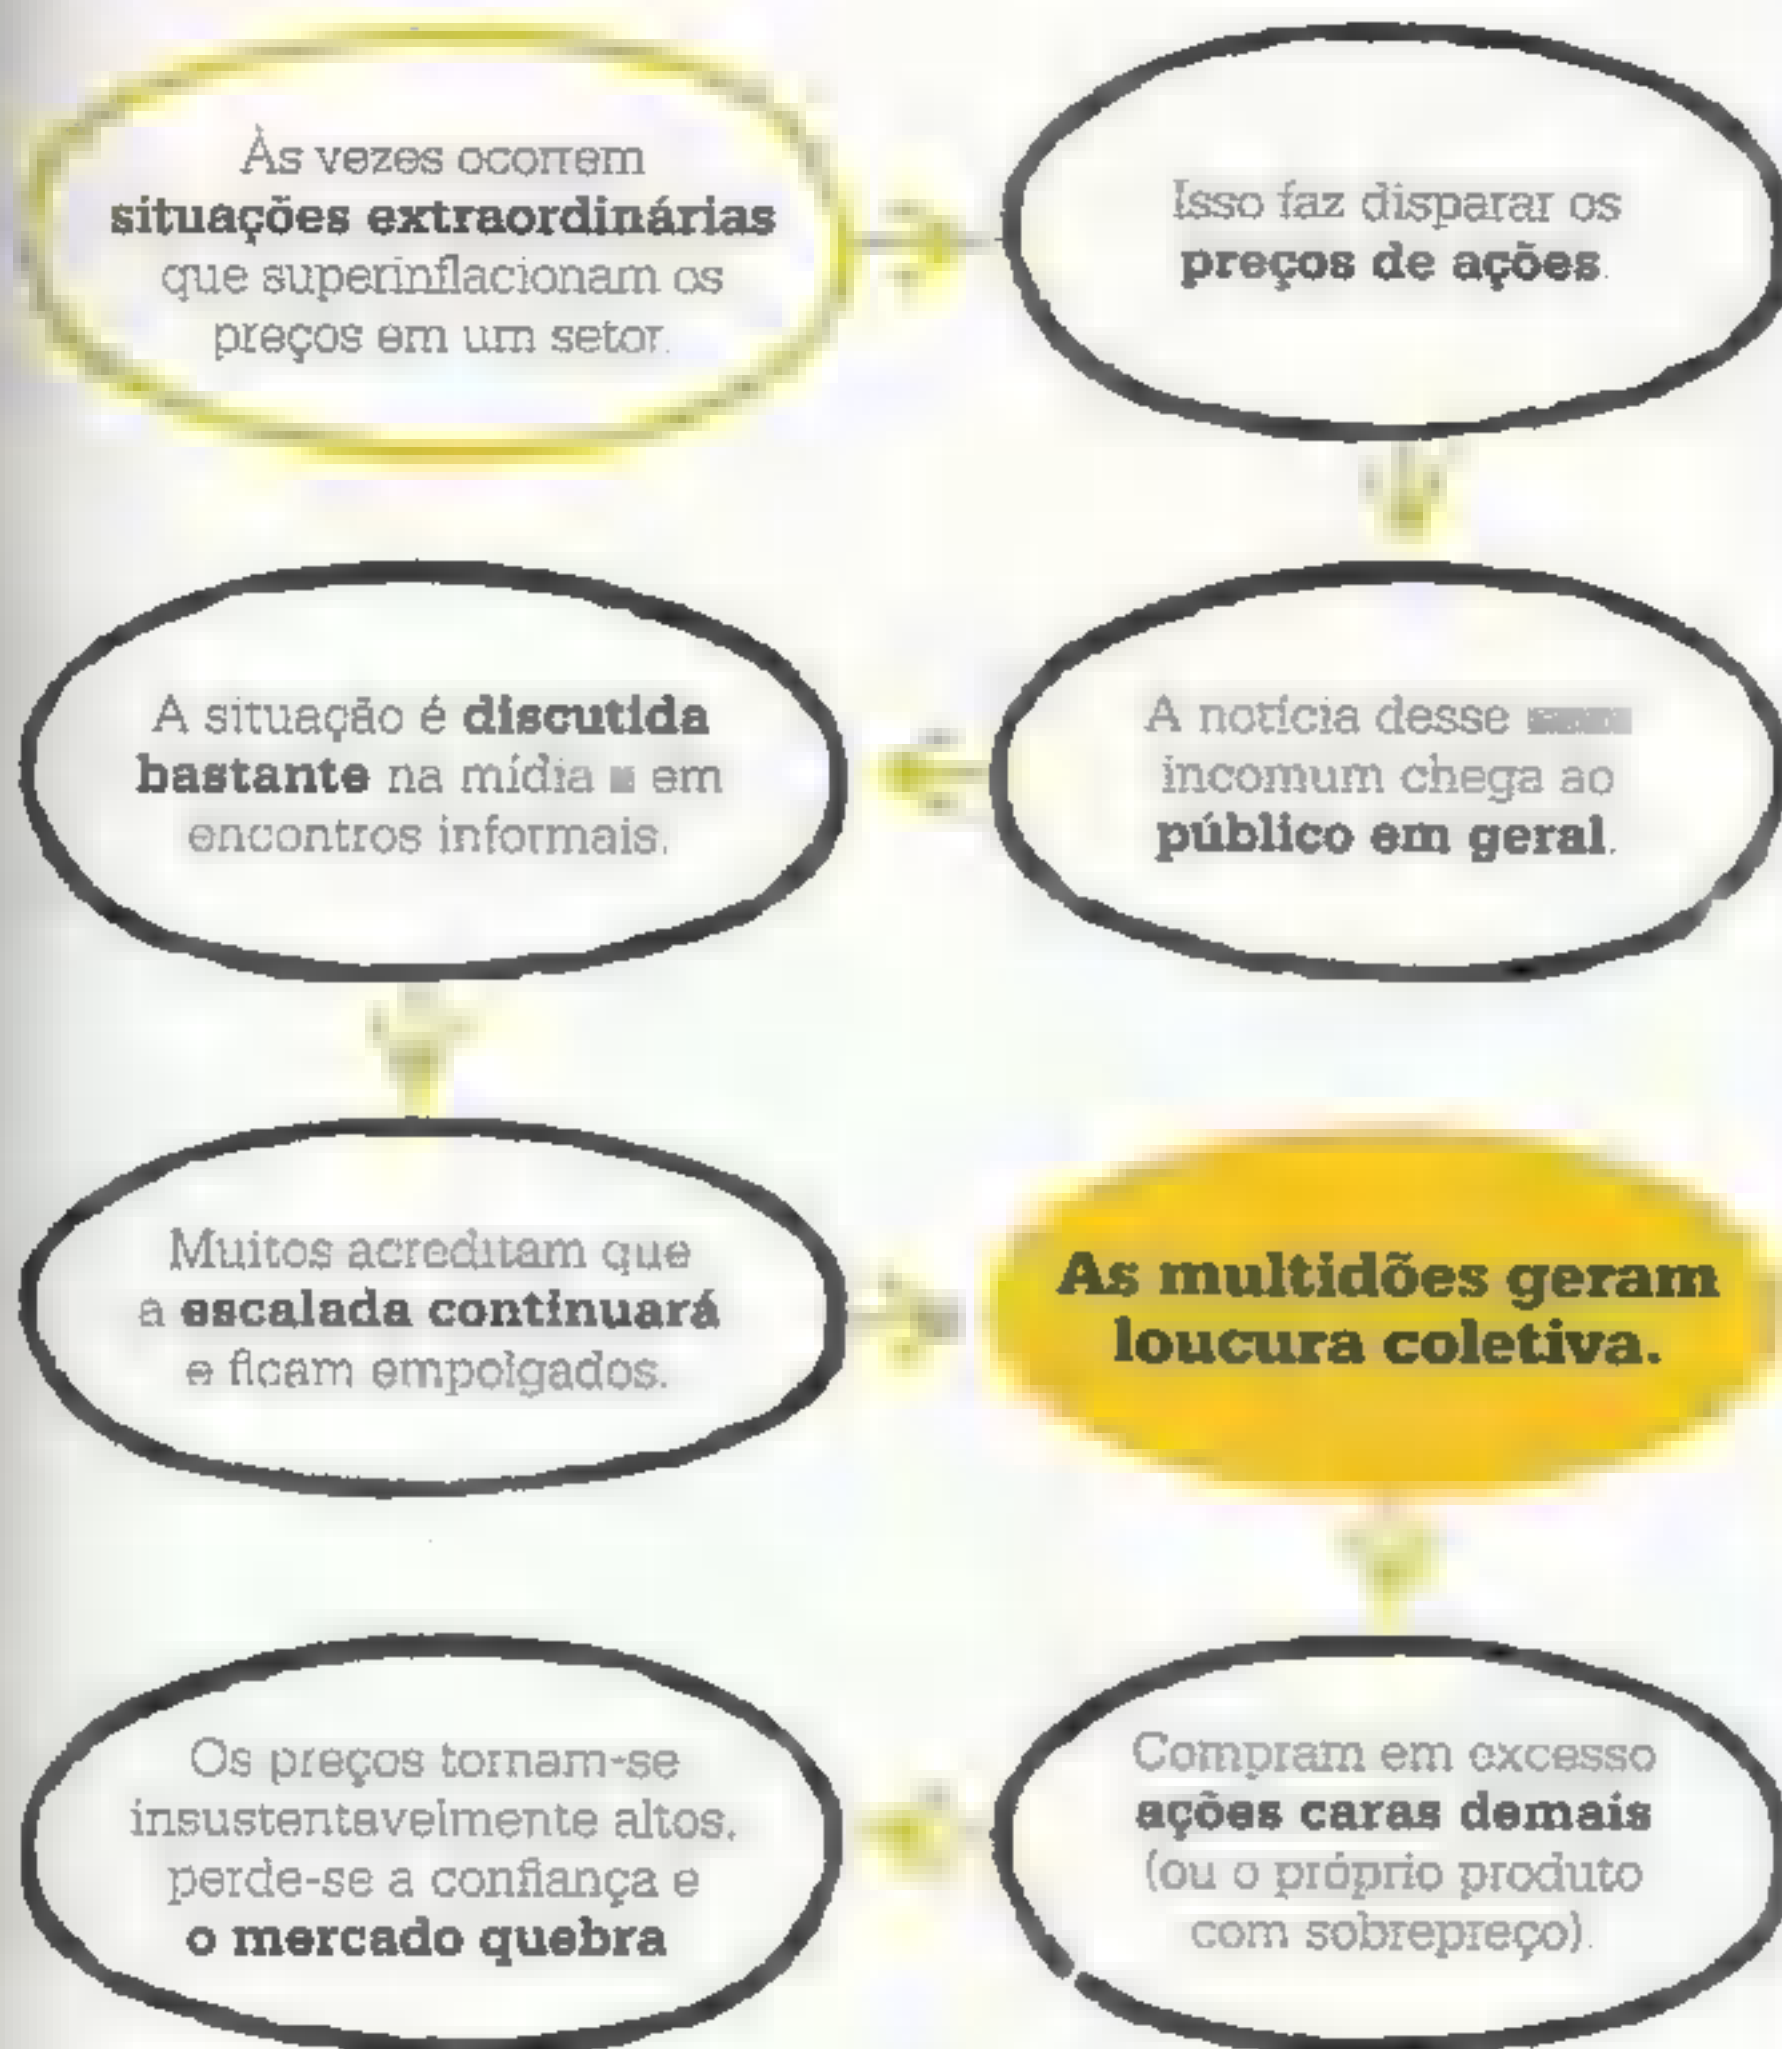 Às vezes ocorrem
situações extraordinárias
que superinflacionam os
preços em um setor.
Isso faz disparar os
preços de ações.
A notícia desse
incomum chega ao
público em geral.
A situação é discutida
bastante na mídia em
encontros informais.
Muitos acreditam que
a escalada continuará
e ficam empolgados.
As multidões geram
loucura coletiva.
Compram em excesso
ações caras demais
(ou o próprio produto
com sobrepreço).
Os preços tornam-se
insustentavelmente altos,
perde-se a confiança e
o mercado quebra